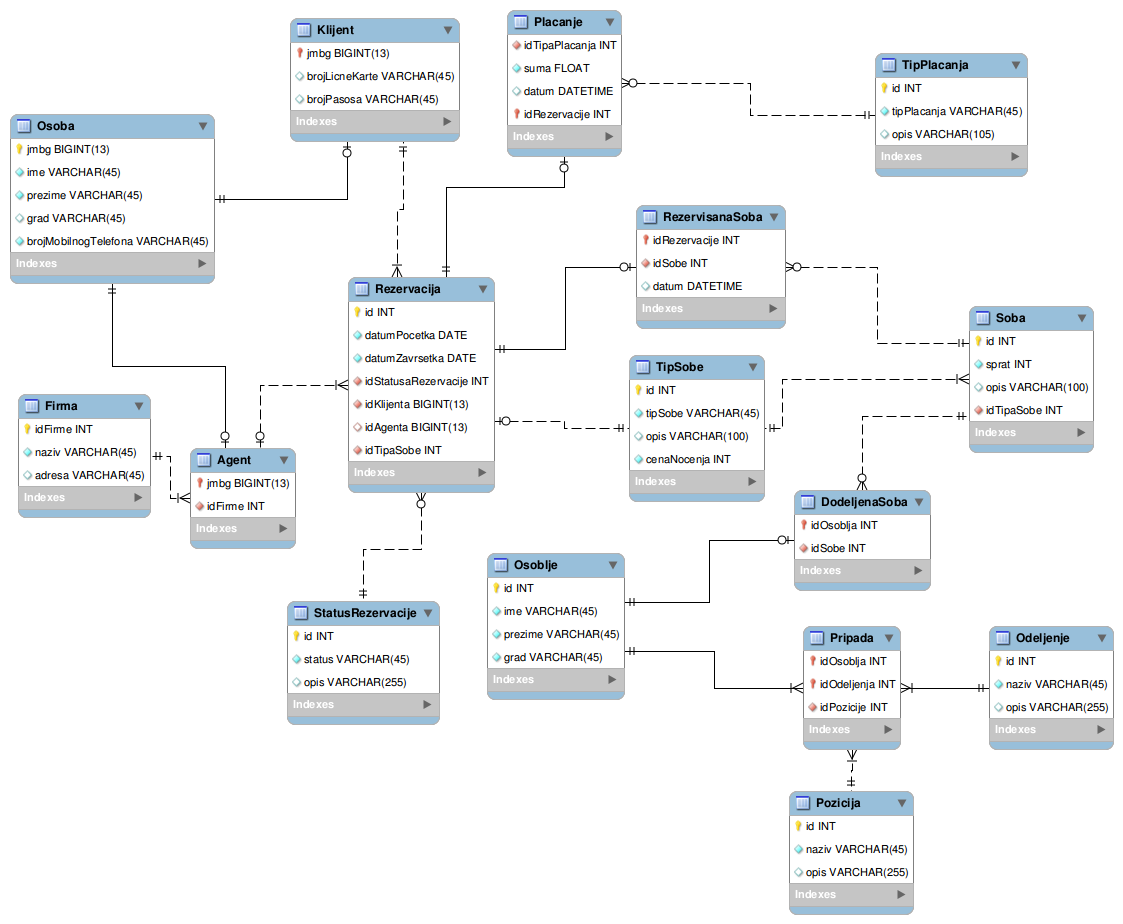 Klijent
jmbg BIGINT(13)
brojLicneKarte VARCHAR(45)
brojPasosa VARCHAR(45)
Indexes
Placanje
idTipaPlacanja INT
suma FLOAT
datum DATETIME
idRezervacije INT
Indexes
TipPlacanja
id INT
tipPlacanja VARCHAR(45)
opis VARCHAR(105)
Indexes
Osoba
jmbg BIGINT(13)
ime VARCHAR(45)
prezime VARCHAR(45)
grad VARCHAR(45)
brojMobilnogTelefona VARCHAR(45)
Indexes
RezervisanaSoba
idRezervacije INT
idSobe INT
datum DATETIME
Indexes
Rezervacija
id INT
datumPocetka DATE
datumZavrsetka DATE
idStatusaRezervacije INT
idKlijenta BIGINT(13)
idAgenta BIGINT(13)
idTipaSobe INT
Indexes
Soba
id INT
sprat INT
opis VARCHAR(100)
idTipaSobe INT
Indexes
TipSobe
id INT
tipSobe VARCHAR(45)
opis VARCHAR(100)
cenaNocenja INT
Indexes
Firma
idFirme INT
naziv VARCHAR(45)
adresa VARCHAR(45)
Indexes
Agent
jmbg BIGINT(13)
idFirme INT
Indexes
DodeljenaSoba
idOsoblja INT
idSobe INT
Indexes
Osoblje
id INT
ime VARCHAR(45)
prezime VARCHAR(45)
grad VARCHAR(45)
Indexes
StatusRezervacije
id INT
status VARCHAR(45)
opis VARCHAR(255)
Indexes
Pripada
idOsoblja INT
idOdeljenja INT
idPozicije INT
Indexes
Odeljenje
id INT
naziv VARCHAR(45)
opis VARCHAR(255)
Indexes
Pozicija
id INT
naziv VARCHAR(45)
opis VARCHAR(255)
Indexes